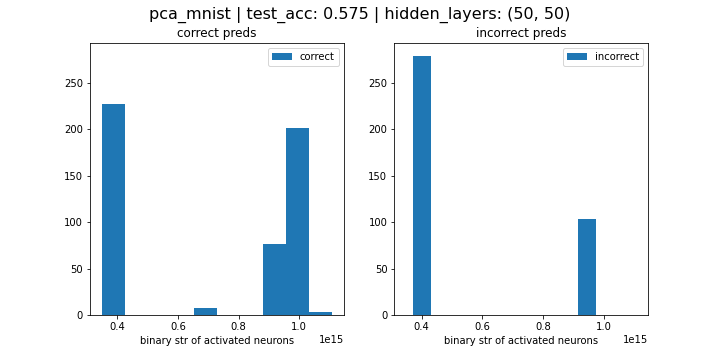 pca_mnist | test_acc: 0.575 | hidden_layers: (50, 50)
correct preds
incorrect preds
correct
incorrect
250
200
150
100
50
0
0.4 0.6 0.8 1.0
1e15
binary str of activated neurons
250
200
150
100
50
0
0.4 0.6 0.8 1.0
1e15
binary str of activated neurons